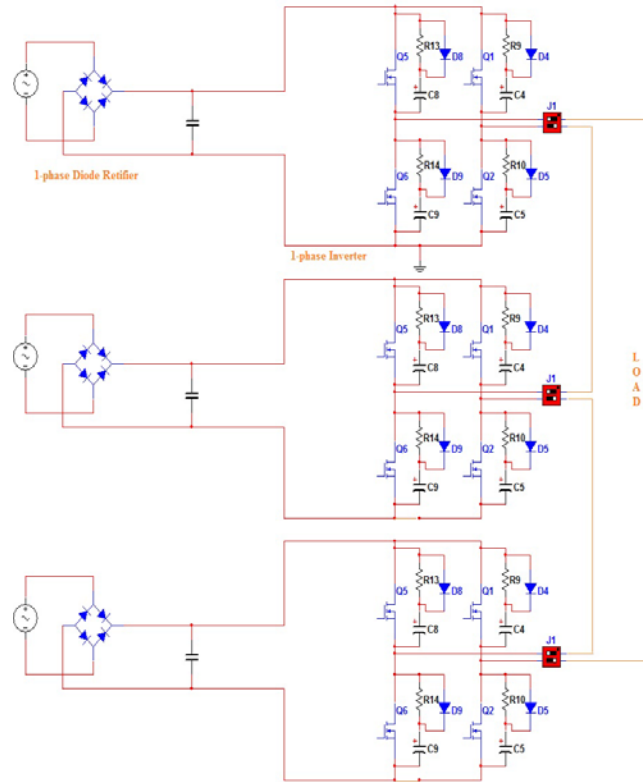 Q5
R13
D8
Q1
R9
D4
C8
C4
J1
1-phase Diode Retifier
Q6
R14
D9
Q2
R10
D5
C9
C5
1-phase Inverter
Q5
R13
D8
Q1
R9
D4
C8
C4
J1
LOAD
Q6
R14
D9
Q2
R10
D5
C9
C5
Q5
R13
D8
Q1
R9
D4
C8
C4
J1
Q6
R14
D9
Q2
R10
D5
C9
C5